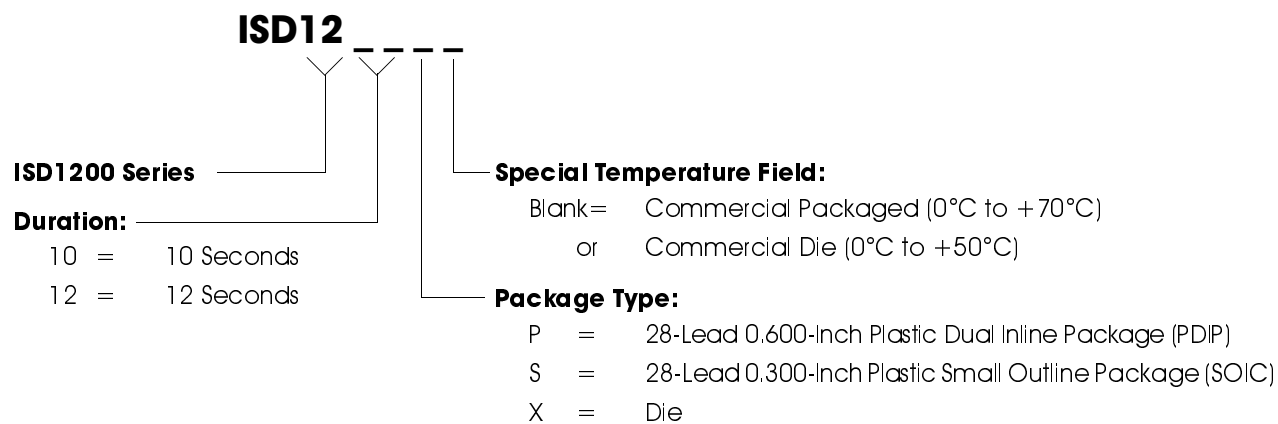 ISD12 _ _ _ _
ISD1200 Series
Duration:
10 = 10 Seconds
12 = 12 Seconds
Special Temperature Field:
Blank= Commercial Packaged (0°C to +70°C)
or Commercial Die (0°C to +50°C)
Package Type:
P = 28-Lead 0.600-Inch Plastic Dual Inline Package (PDIP)
S = 28-Lead 0.300-Inch Plastic Small Outline Package (SOIC)
X = Die